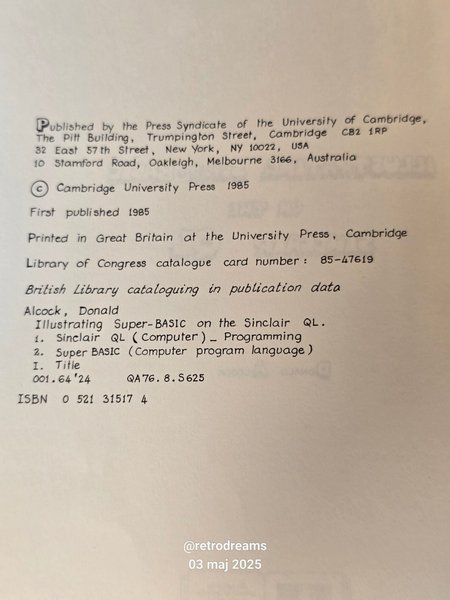 Published by the Press Syndicate of the University of Cambridge,
The Pitt Building, Trumpington Street, Cambridge CB2 1RP
32 East 57th Street, New York, NY 10022, USA
10 Stamford Road, Oakleigh, Melbourne 3166, Australia
© Cambridge University Press 1985
First published 1985
Printed in Great Britain at the University Press, Cambridge
Library of Congress catalogue card number: 85-47619
British Library cataloguing in publication data
Alcock, Donald
Illustrating Super-BASIC on the Sinclair QL.
1. Sinclair QL (Computer) _ Programming
2. Super BASIC (Computer program language)
I. Title
001.64'24 QA76.8.S625
ISBN 0 521 31517 4
@retrodreams
03 maj 2025